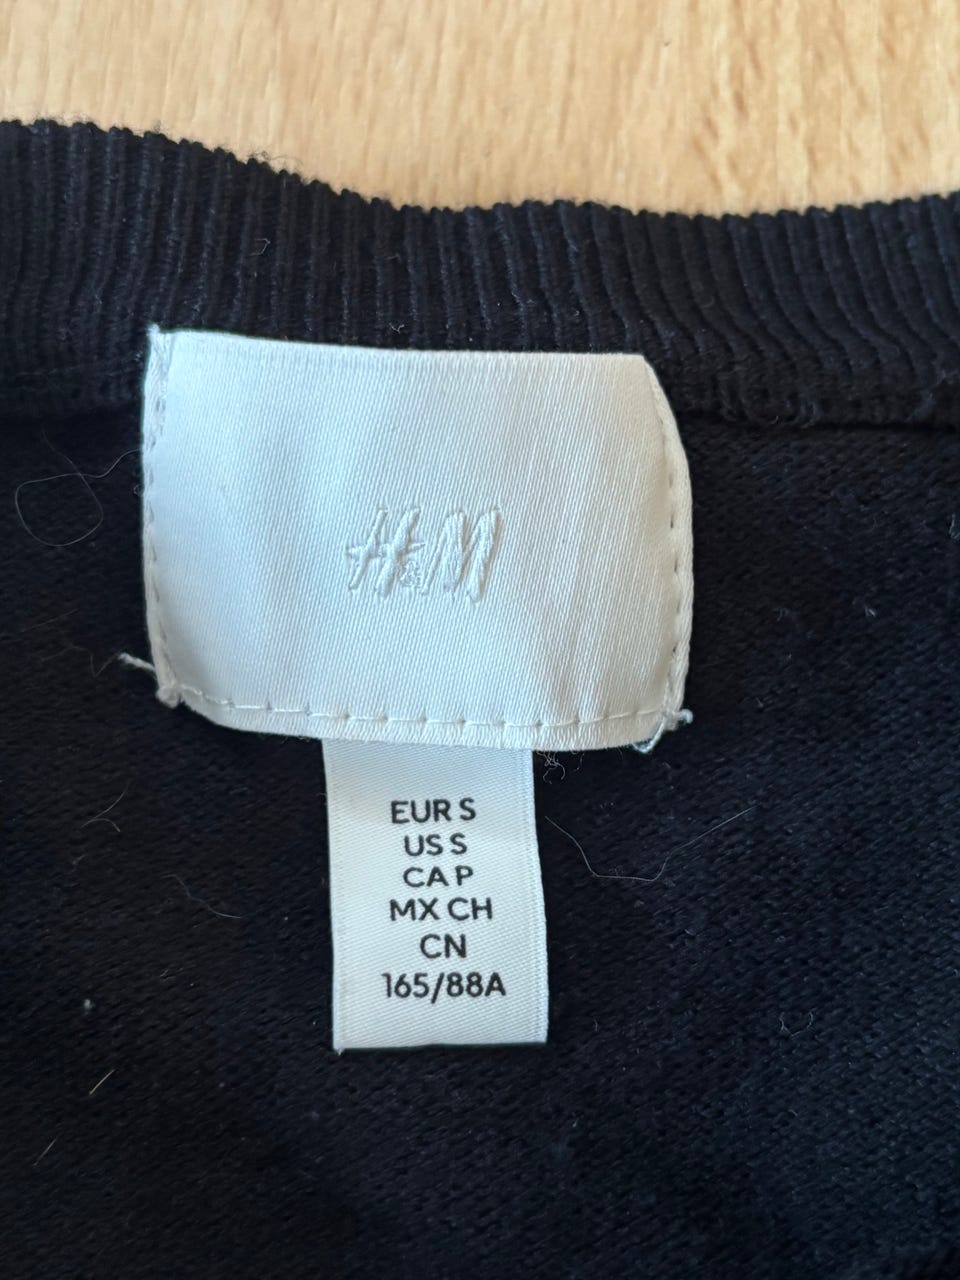 H&M
EUR S
US S
CA P
MX CH
CN
165/88A